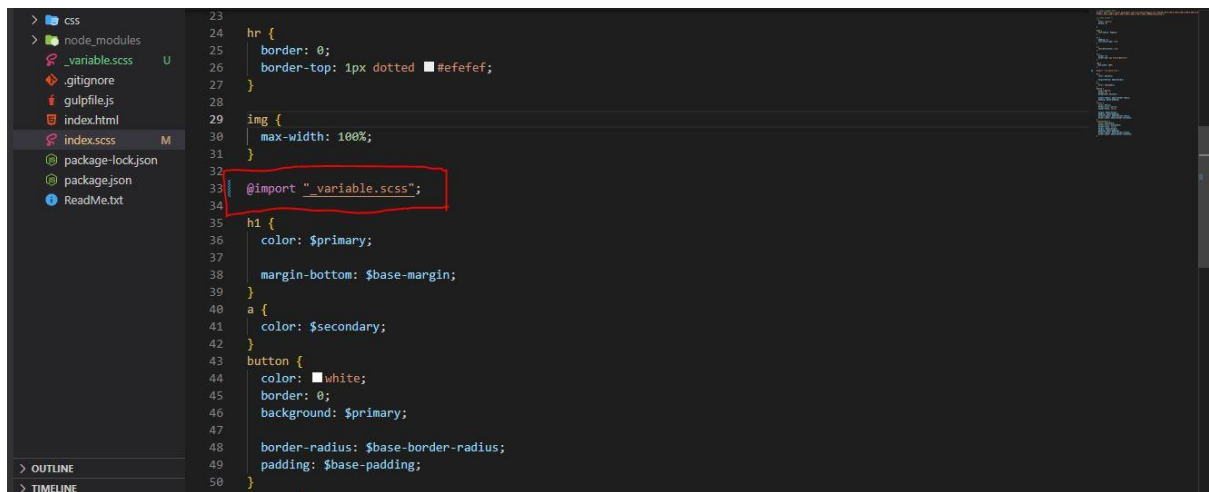 css
node_modules
_variable.scss U
.gitignore
gulpfile.js
index.html
index.scss M
package-lock.json
package.json
ReadMe.txt
OUTLINE
TIMELINE
23
24 hr {
25 border: 0;
26 border-top: 1px dotted #efefef;
27 }
28
29 img {
30 max-width: 100%;
31 }
32
33 @import "_variable.scss";
34
35 h1 {
36 color: $primary;
37
38 margin-bottom: $base-margin;
39 }
40 a {
41 color: $secondary;
42 }
43 button {
44 color: white;
45 border: 0;
46 background: $primary;
47
48 border-radius: $base-border-radius;
49 padding: $base-padding;
50 }